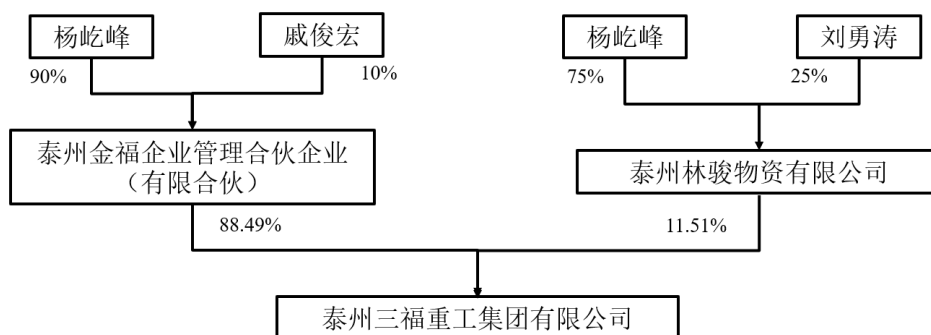 杨屹峰
戚俊宏
杨屹峰
刘勇涛
90%
10%
75%
25%
泰州金福企业管理合伙企业
（有限合伙）
泰州林骏物资有限公司
88.49%
11.51%
泰州三福重工集团有限公司